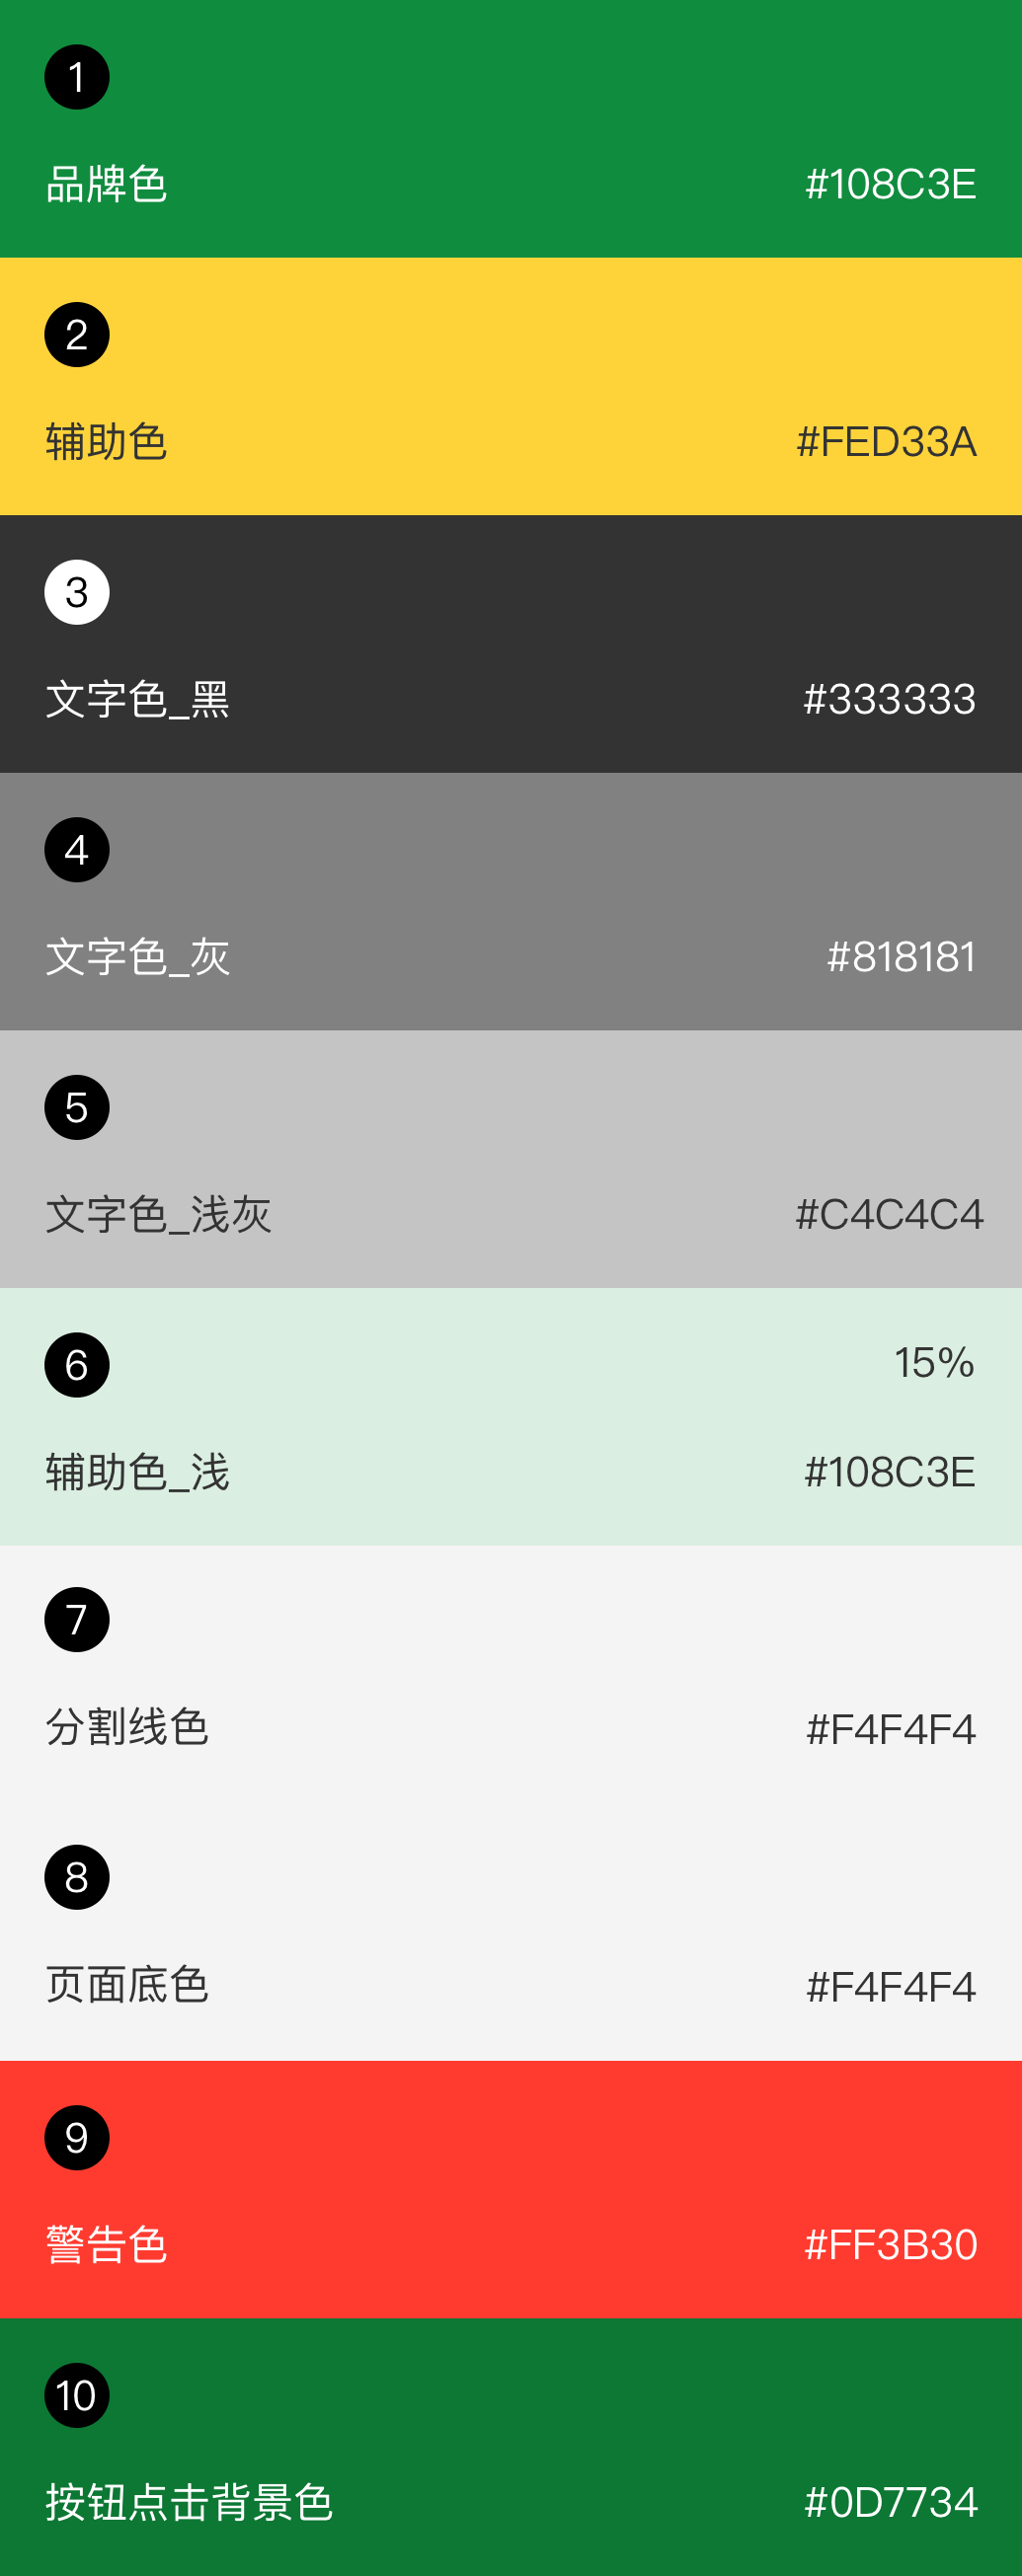 1
品牌色 #108C3E
2
辅助色 #FED33A
3
文字色_黑 #333333
4
文字色_灰 #818181
5
文字色_浅灰 #C4C4C4
6 15%
辅助色_浅 #108C3E
7
分割线色 #F4F4F4
8
页面底色 #F4F4F4
9
警告色 #FF3B30
10
按钮点击背景色 #0D7734